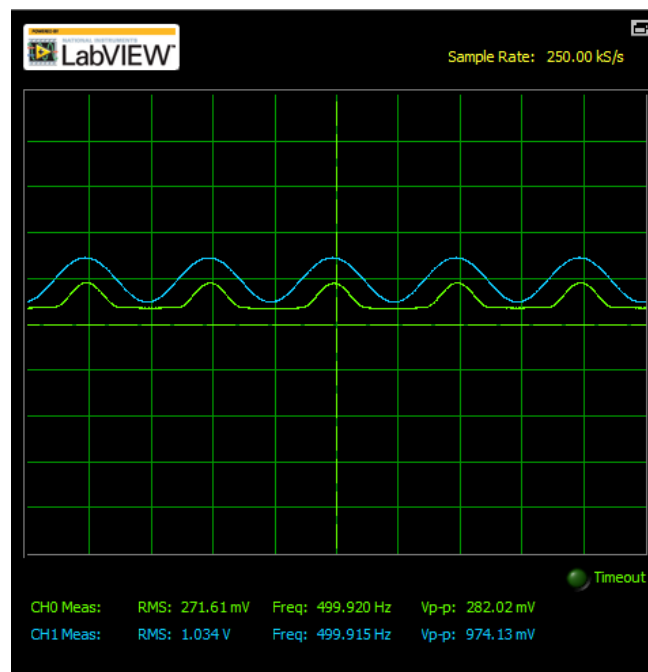 POWERED BY
NATIONAL INSTRUMENTS
LabVIEW™
Sample Rate: 250.00 kS/s
Timeout
CH0 Meas: RMS: 271.61 mV Freq: 499.920 Hz Vp-p: 282.02 mV
CH1 Meas: RMS: 1.034 V Freq: 499.915 Hz Vp-p: 974.13 mV